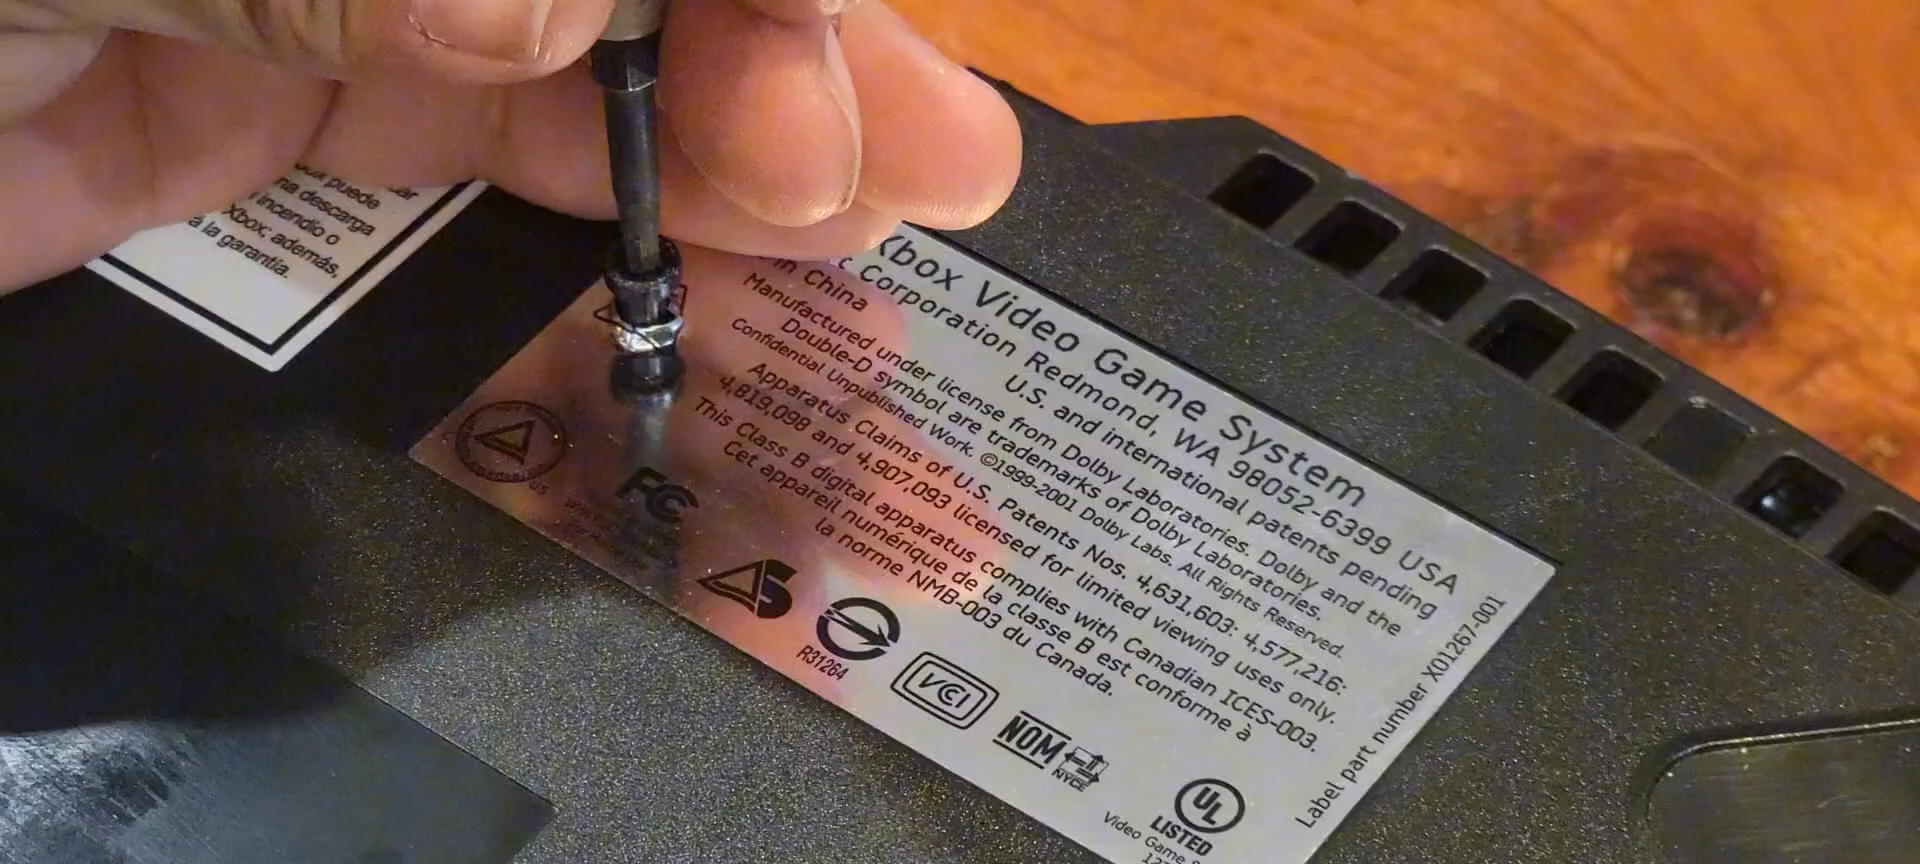 puede
descarga
incendio o
Xbox; además,
a la garantía.
Xbox Video Game System
Corporation Redmond, WA 98052-6399 USA
in China
U.S. and international patents pending
Manufactured under license from Dolby Laboratories. Dolby and the
Double-D symbol are trademarks of Dolby Laboratories.
Confidential Unpublished Work. ©1999-2001 Dolby Labs. All Rights Reserved.
Apparatus Claims of U.S. Patents Nos. 4,631,603: 4,577,216:
4,819,098 and 4,907,093 licensed for limited viewing uses only.
This Class B digital apparatus complies with Canadian ICES-003.
Cet appareil numérique de la classe B est conforme à
la norme NMB-003 du Canada.
FC
R31264
VCI
NOM
NYCE
UL
LISTED
Video Game
Label part number X01267-001